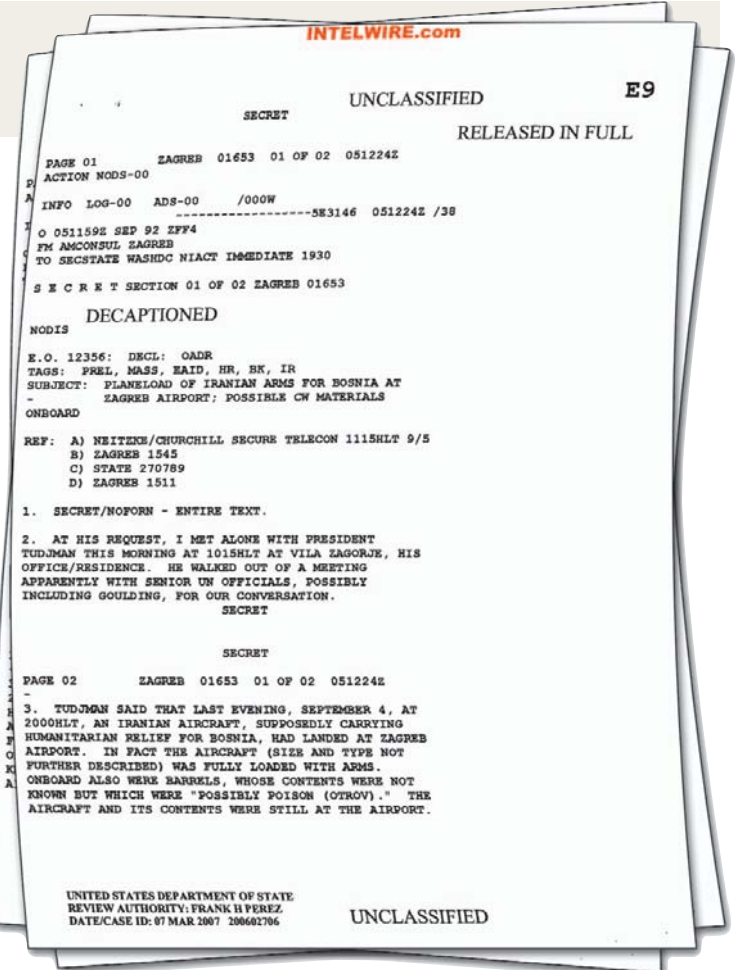 INTELWIRE.com
UNCLASSIFIED
E9
SECRET
RELEASED IN FULL
PAGE 01 ZAGREB 01653 01 OF 02 051224Z
ACTION NODS-00
INFO LOG-00 ADS-00 /000W
------------------5E3146 051224Z /38
O 051159Z SEP 92 ZFF4
FM AMCONSUL ZAGREB
TO SECSTATE WASHDC NIACT IMMEDIATE 1930
S E C R E T SECTION 01 OF 02 ZAGREB 01653
DECAPTIONED
NODIS
E.O. 12356: DECL: OADR
TAGS: PREL, MASS, EAID, HR, BK, IR
SUBJECT: PLANELOAD OF IRANIAN ARMS FOR BOSNIA AT
- ZAGREB AIRPORT; POSSIBLE CW MATERIALS
ONBOARD
REF: A) NEITZKE/CHURCHILL SECURE TELECON 1115HLT 9/5
B) ZAGREB 1545
C) STATE 270789
D) ZAGREB 1511
1. SECRET/NOFORN - ENTIRE TEXT.
2. AT HIS REQUEST, I MET ALONE WITH PRESIDENT
TUDJMAN THIS MORNING AT 1015HLT AT VILA ZAGORJE, HIS
OFFICE/RESIDENCE. HE WALKED OUT OF A MEETING
APPARENTLY WITH SENIOR UN OFFICIALS, POSSIBLY
INCLUDING GOULDING, FOR OUR CONVERSATION.
SECRET
SECRET
PAGE 02 ZAGREB 01653 01 OF 02 051224Z
-
3. TUDJMAN SAID THAT LAST EVENING, SEPTEMBER 4, AT
2000HLT, AN IRANIAN AIRCRAFT, SUPPOSEDLY CARRYING
HUMANITARIAN RELIEF FOR BOSNIA, HAD LANDED AT ZAGREB
AIRPORT. IN FACT THE AIRCRAFT (SIZE AND TYPE NOT
FURTHER DESCRIBED) WAS FULLY LOADED WITH ARMS.
ONBOARD ALSO WERE BARRELS, WHOSE CONTENTS WERE NOT
KNOWN BUT WHICH WERE "POSSIBLY POISON (OTROV)." THE
AIRCRAFT AND ITS CONTENTS WERE STILL AT THE AIRPORT.
UNITED STATES DEPARTMENT OF STATE
REVIEW AUTHORITY: FRANK H PEREZ
DATE/CASE ID: 07 MAR 2007 200602706
UNCLASSIFIED